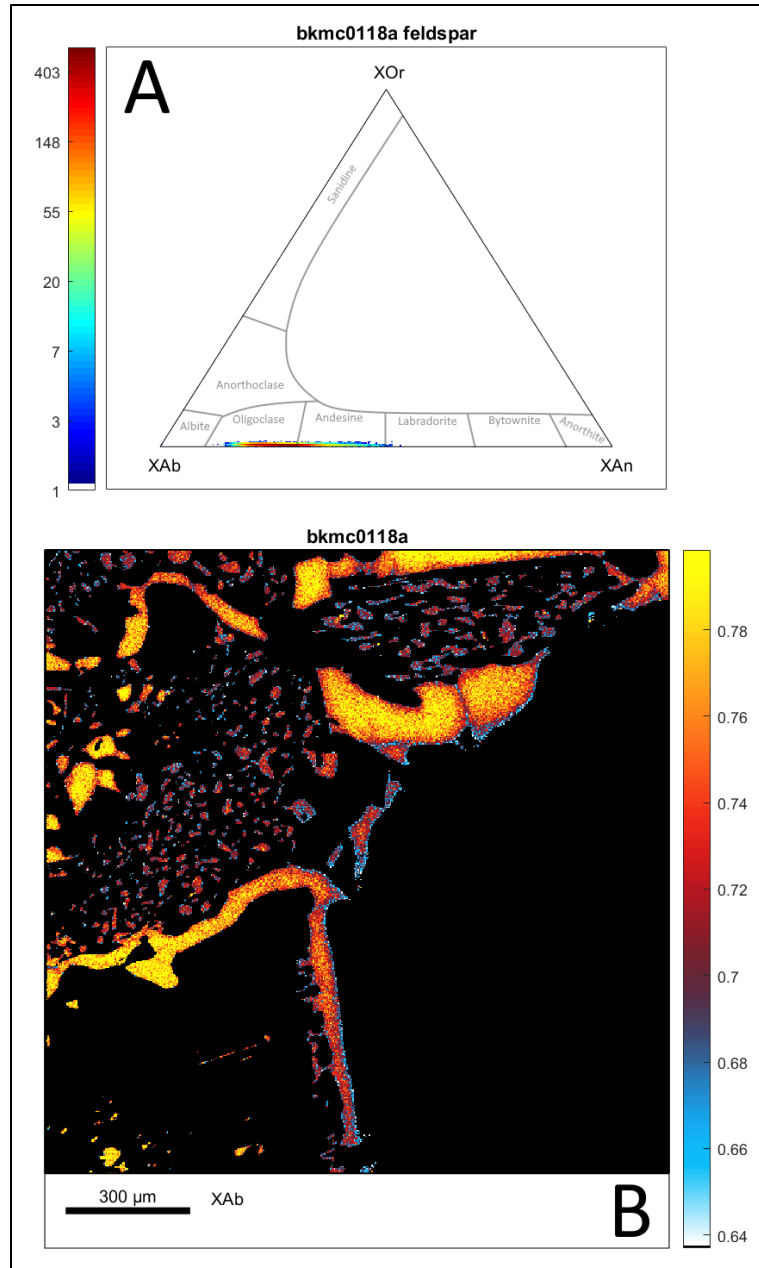 bkmc0118a feldspar
A
XOr
403
148
55
20
7
3
1
Sanidine
Anorthoclase
Albite
Oligoclase
Andesine
Labradorite
Bytownite
Anorthite
XAb
XAn
bkmc0118a
0.78
0.76
0.74
0.72
0.7
0.68
0.66
0.64
300 µm
XAb
B